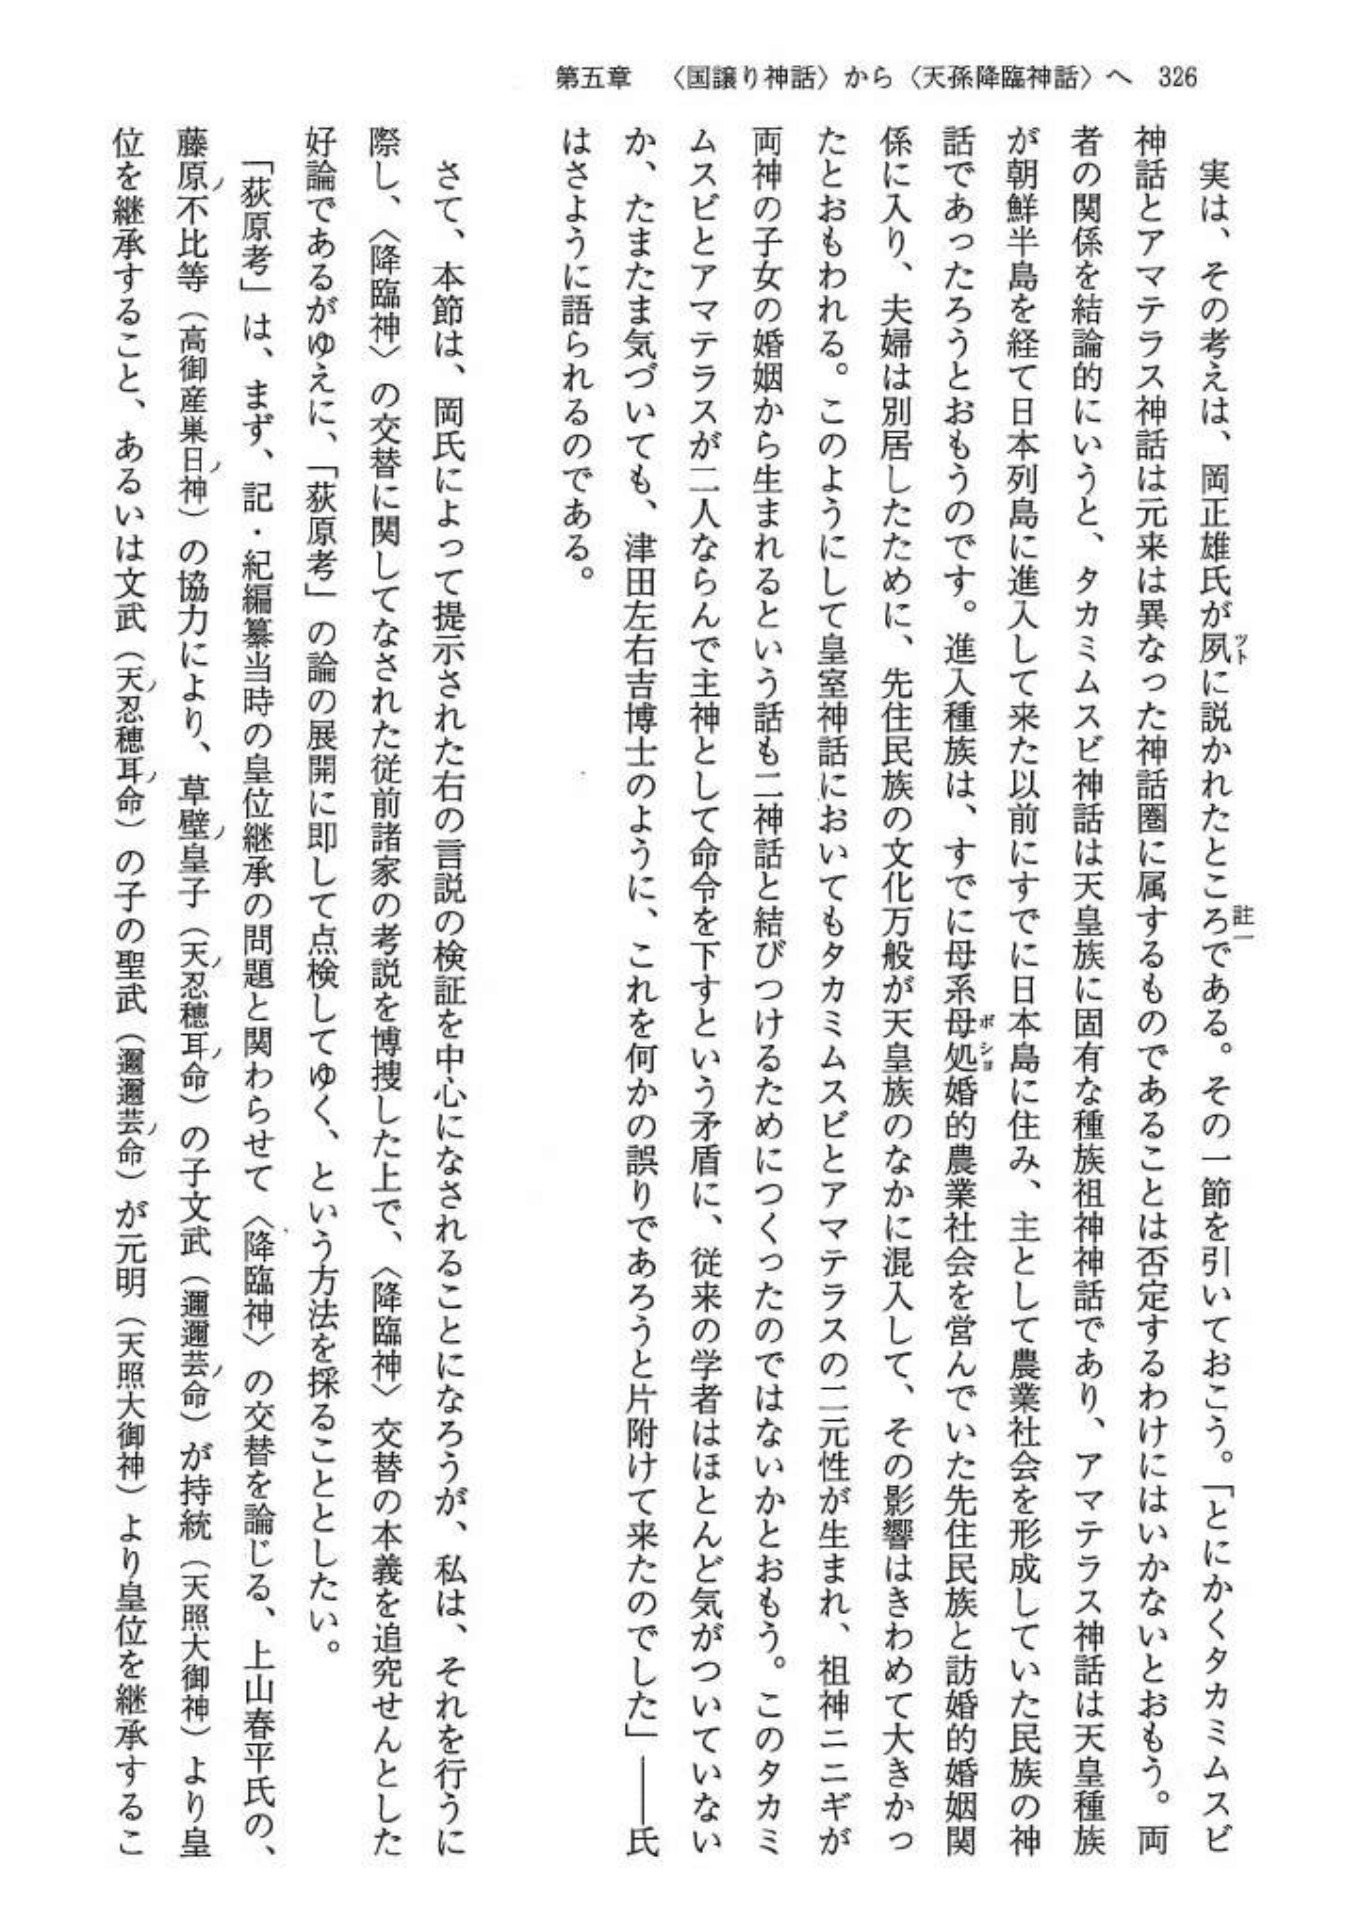 第五章　〈国譲り神話〉から〈天孫降臨神話〉へ　326
　実は、その考えは、岡正雄氏が夙に説かれたところである。その一節を引いておこう。「とにかくタカミムスビ
ツト
註一
神話とアマテラス神話は元来は異なった神話圏に属するものであることは否定するわけにはいかないとおもう。両
者の関係を結論的にいうと、タカミムスビ神話は天皇族に固有な種族祖神神話であり、アマテラス神話は天皇種族
が朝鮮半島を経て日本列島に進入して来た以前にすでに日本島に住み、主として農業社会を形成していた民族の神
話であったろうとおもうのです。進入種族は、すでに母系母処婚的農業社会を営んでいた先住民族と訪婚的婚姻関
ボシヨ
係に入り、夫婦は別居したために、先住民族の文化万般が天皇族のなかに混入して、その影響はきわめて大きかっ
たとおもわれる。このようにして皇室神話においてもタカミムスビとアマテラスの二元性が生まれ、祖神ニニギが
両神の子女の婚姻から生まれるという話も二神話と結びつけるためにつくったのではないかとおもう。このタカミ
ムスビとアマテラスが二人ならんで主神として命令を下すという矛盾に、従来の学者はほとんど気がついていない
か、たまたま気づいても、津田左右吉博士のように、これを何かの誤りであろうと片附けて来たのでした」――氏
はさように語られるのである。
　さて、本節は、岡氏によって提示された右の言説の検証を中心になされることになろうが、私は、それを行うに
際し、〈降臨神〉の交替に関してなされた従前諸家の考説を博捜した上で、〈降臨神〉交替の本義を追究せんとした
好論であるがゆえに、「荻原考」の論の展開に即して点検してゆく、という方法を採ることとしたい。
　「荻原考」は、まず、記・紀編纂当時の皇位継承の問題と関わらせて〈降臨神〉の交替を論じる、上山春平氏の、
藤原ノ不比等（高御産巣日ノ神）の協力により、草壁ノ皇子（天ノ忍穂耳ノ命）の子文武（邇邇芸ノ命）が持統（天照大御神）より皇
位を継承すること、あるいは文武（天ノ忍穂耳ノ命）の子の聖武（邇邇芸ノ命）が元明（天照大御神）より皇位を継承するこ